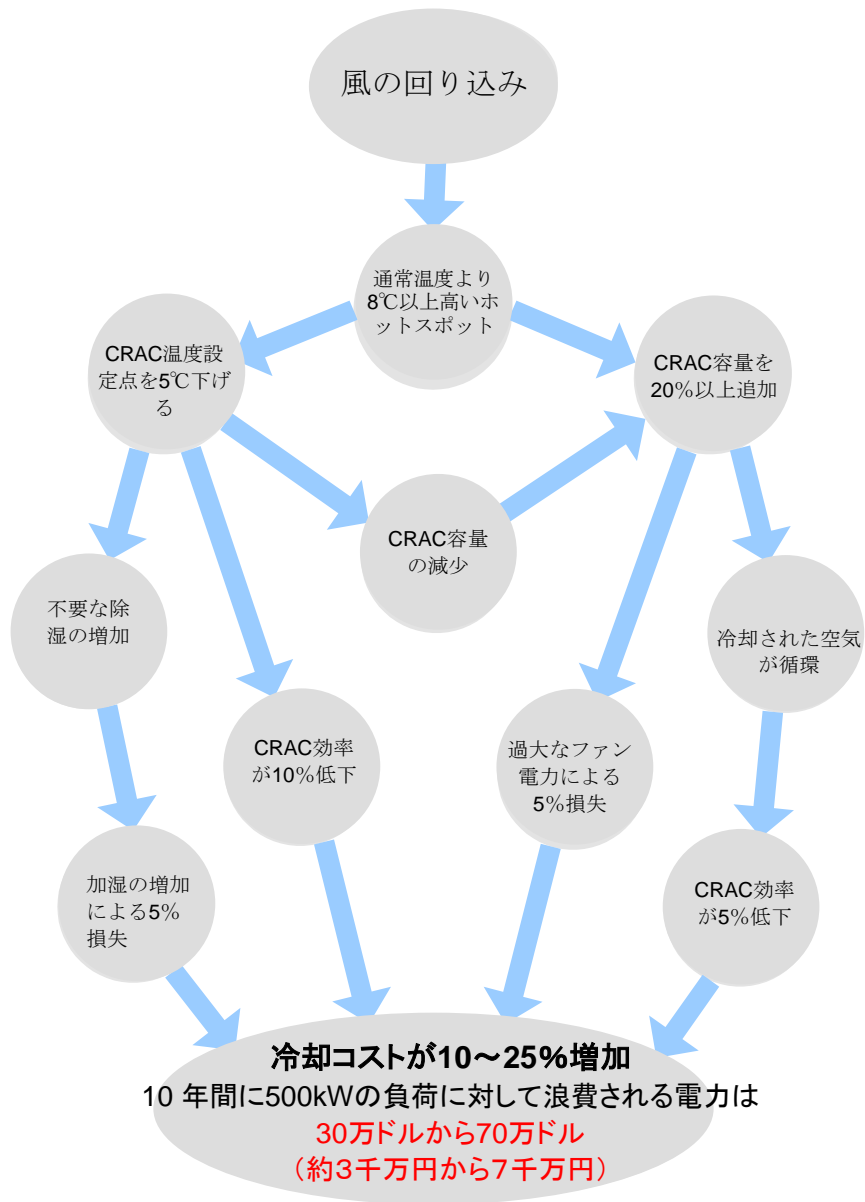 風の回り込み
通常温度より
8℃以上高いホ
ットスポット
CRAC温度設
定点を5℃下げ
る
CRAC容量を
20%以上追加
CRAC容量
の減少
不要な除
湿の増加
冷却された空気
が循環
CRAC効率
が10%低下
過大なファン
電力による
5%損失
加湿の増加
による5%
損失
CRAC効率
が5%低下
冷却コストが10～25%増加
10 年間に500kWの負荷に対して浪費される電力は
30万ドルから70万ドル
（約３千万円から７千万円）